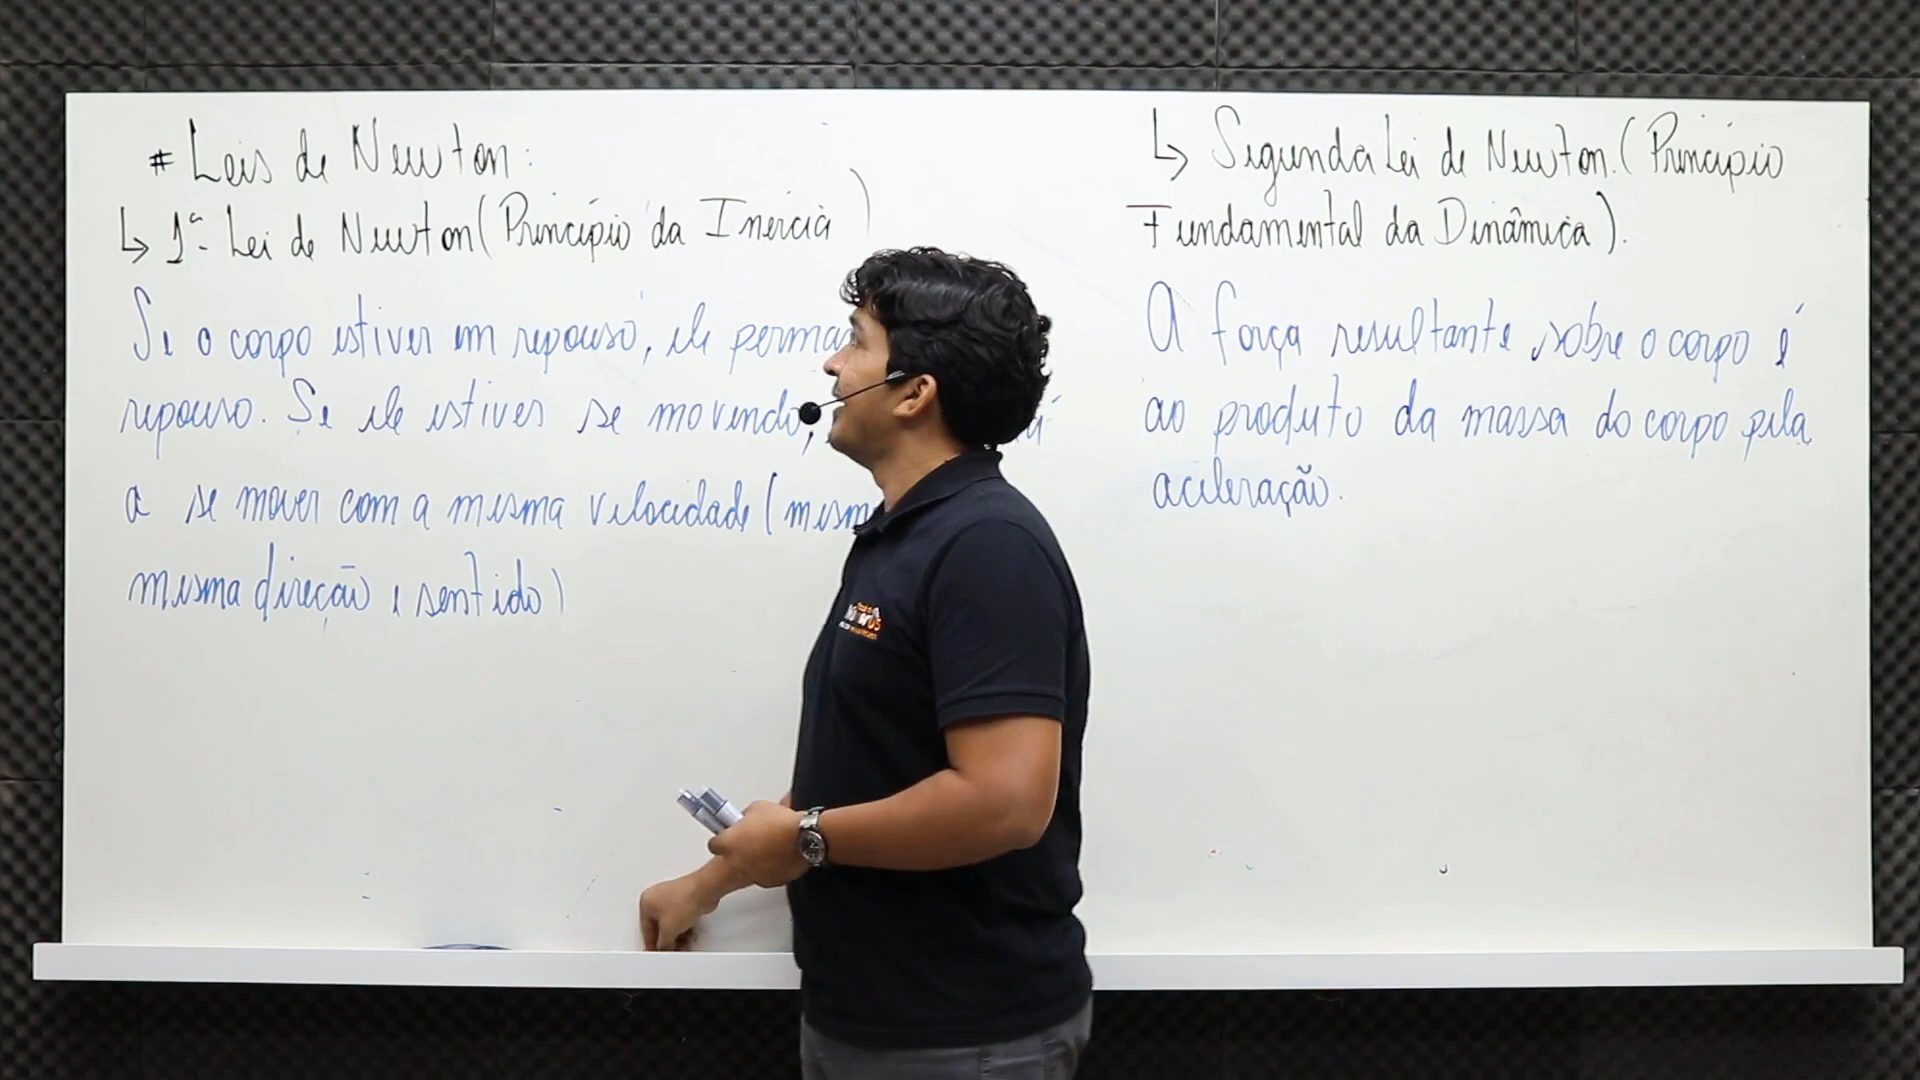 # Leis de Newton:
↳ 1ª- Lei de Newton (Princípio da Inércia)
Se o corpo estiver em repouso, ele
repouso. Se ele estiver se movendo,
a se mover com a mesma velocidade (
mesma direção e sentido)
↳ Segunda Lei de Newton. (Princípio
Fundamental da Dinâmica).
A força resultante sobre o corpo é
ao produto da massa do corpo pela
aceleração.